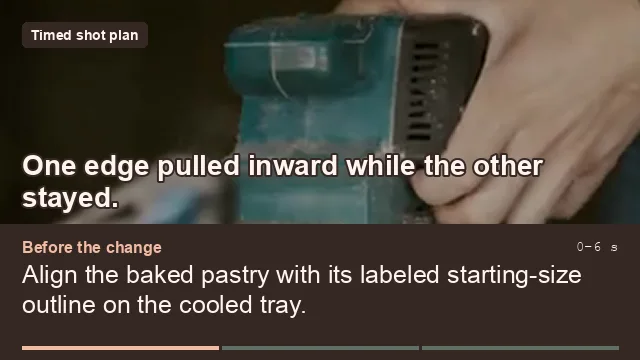 Timed shot plan
One edge pulled inward while the other
stayed.
Before the change
0–6 s
Align the baked pastry with its labeled starting-size
outline on the cooled tray.